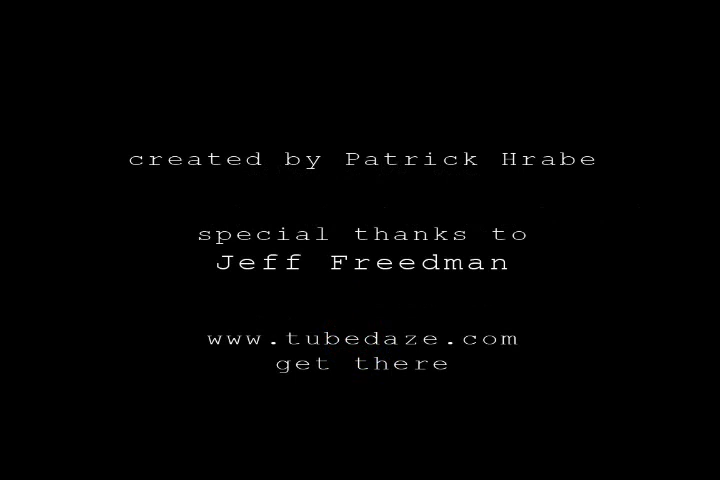 created by Patrick Hrabe
special thanks to
Jeff Freedman
www.tubedaze.com
get there